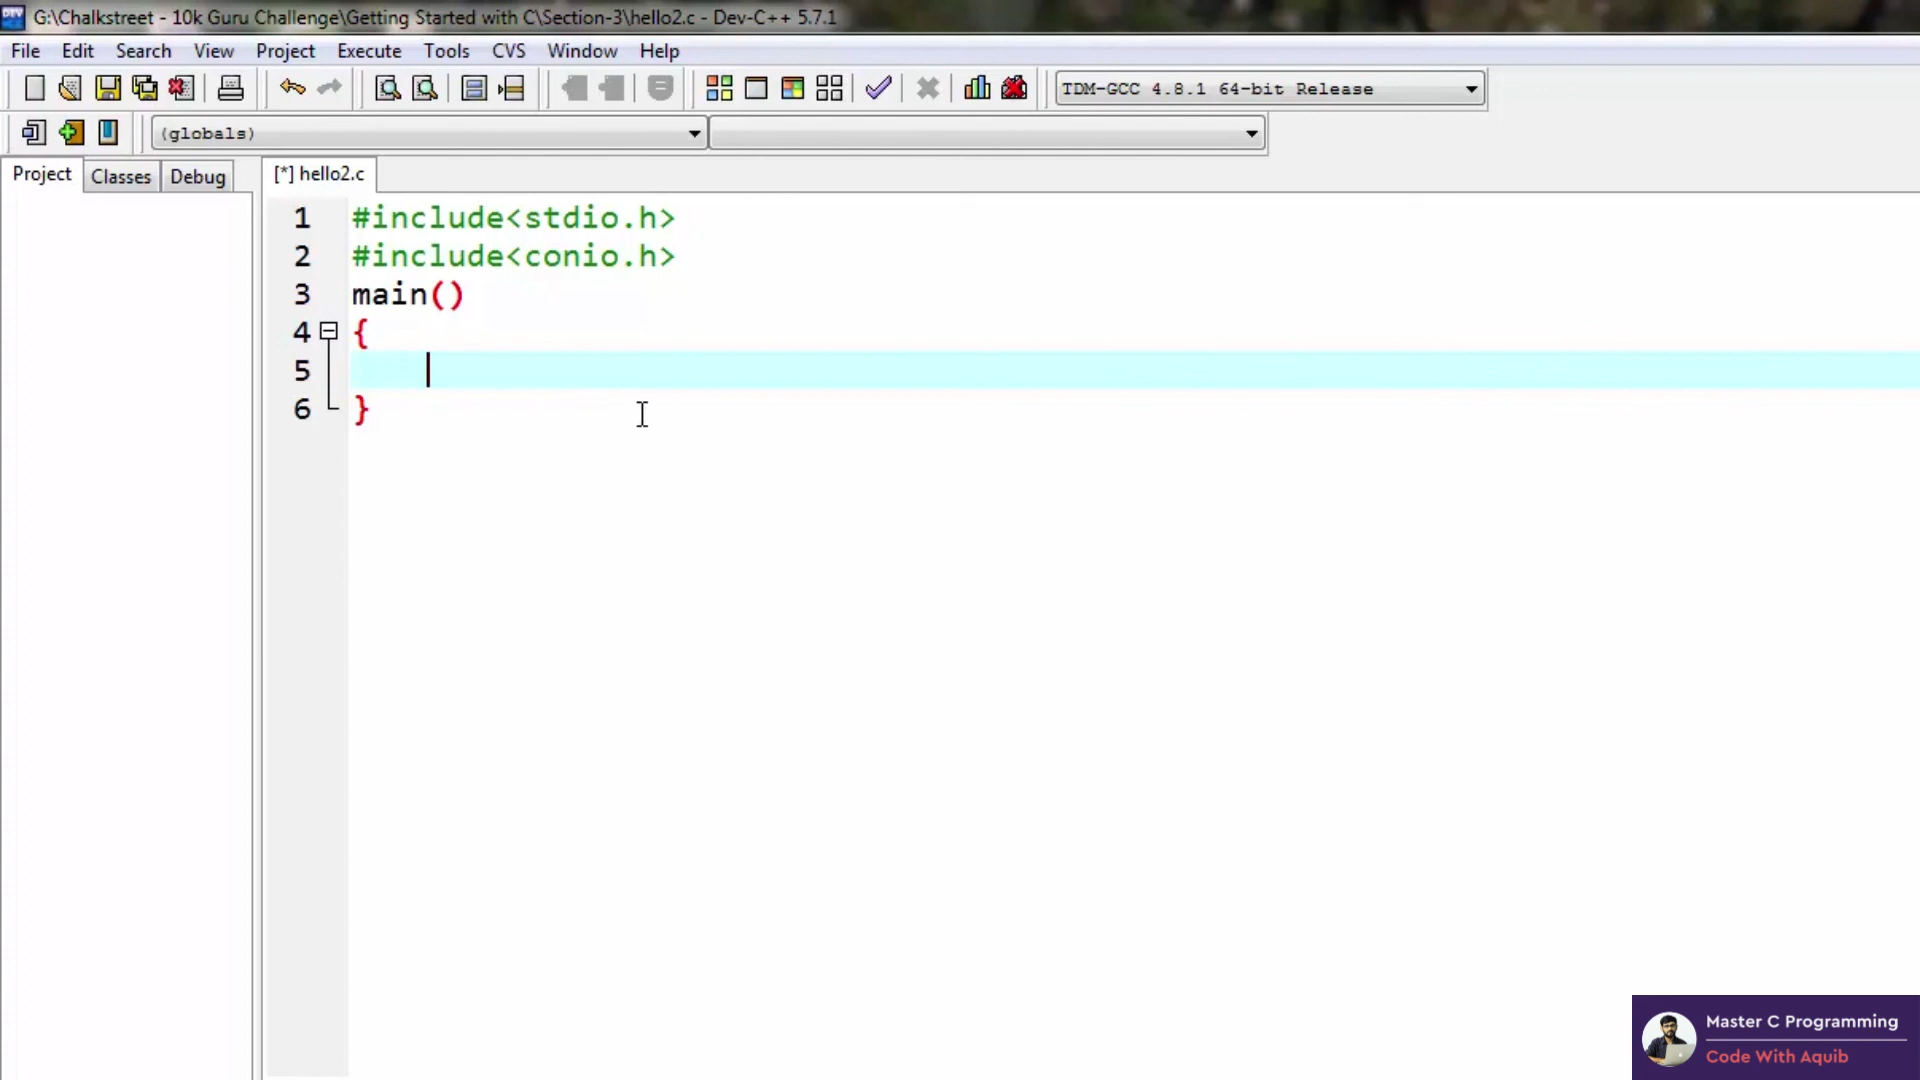 G:\Chalkstreet - 10k Guru Challenge\Getting Started with C\Section-3\hello2.c - Dev-C++ 5.7.1
File Edit Search View Project Execute Tools CVS Window Help
TDM-GCC 4.8.1 64-bit Release
(globals)
Project Classes Debug [*] hello2.c
1 #include<stdio.h>
2 #include<conio.h>
3 main()
4 {
5
6 }
Master C Programming
Code With Aquib